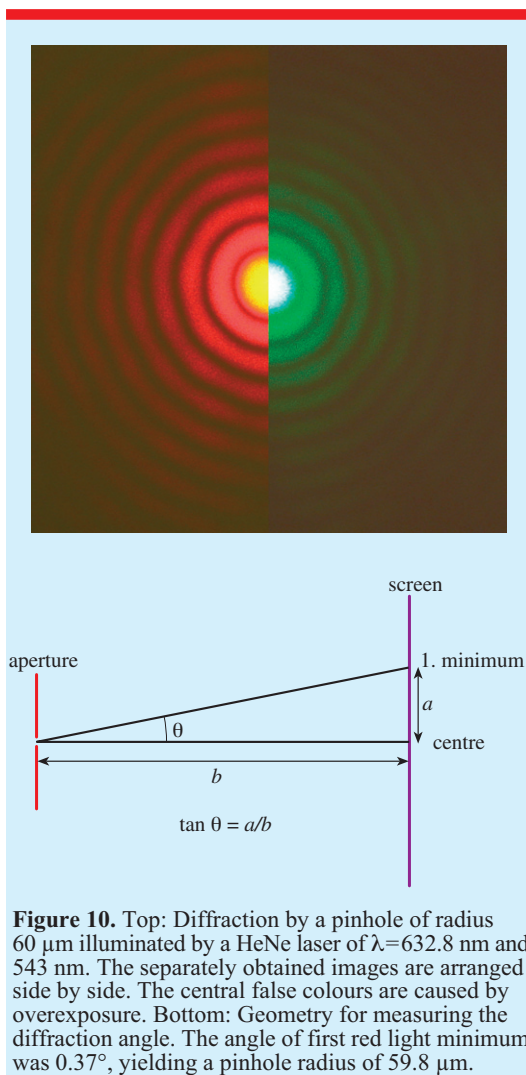 screen
aperture
1. minimum
a
θ
centre
b
tan θ = a/b
Figure 10. Top: Diffraction by a pinhole of radius
60 µm illuminated by a HeNe laser of λ=632.8 nm and
543 nm. The separately obtained images are arranged
side by side. The central false colours are caused by
overexposure. Bottom: Geometry for measuring the
diffraction angle. The angle of first red light minimum
was 0.37°, yielding a pinhole radius of 59.8 µm.